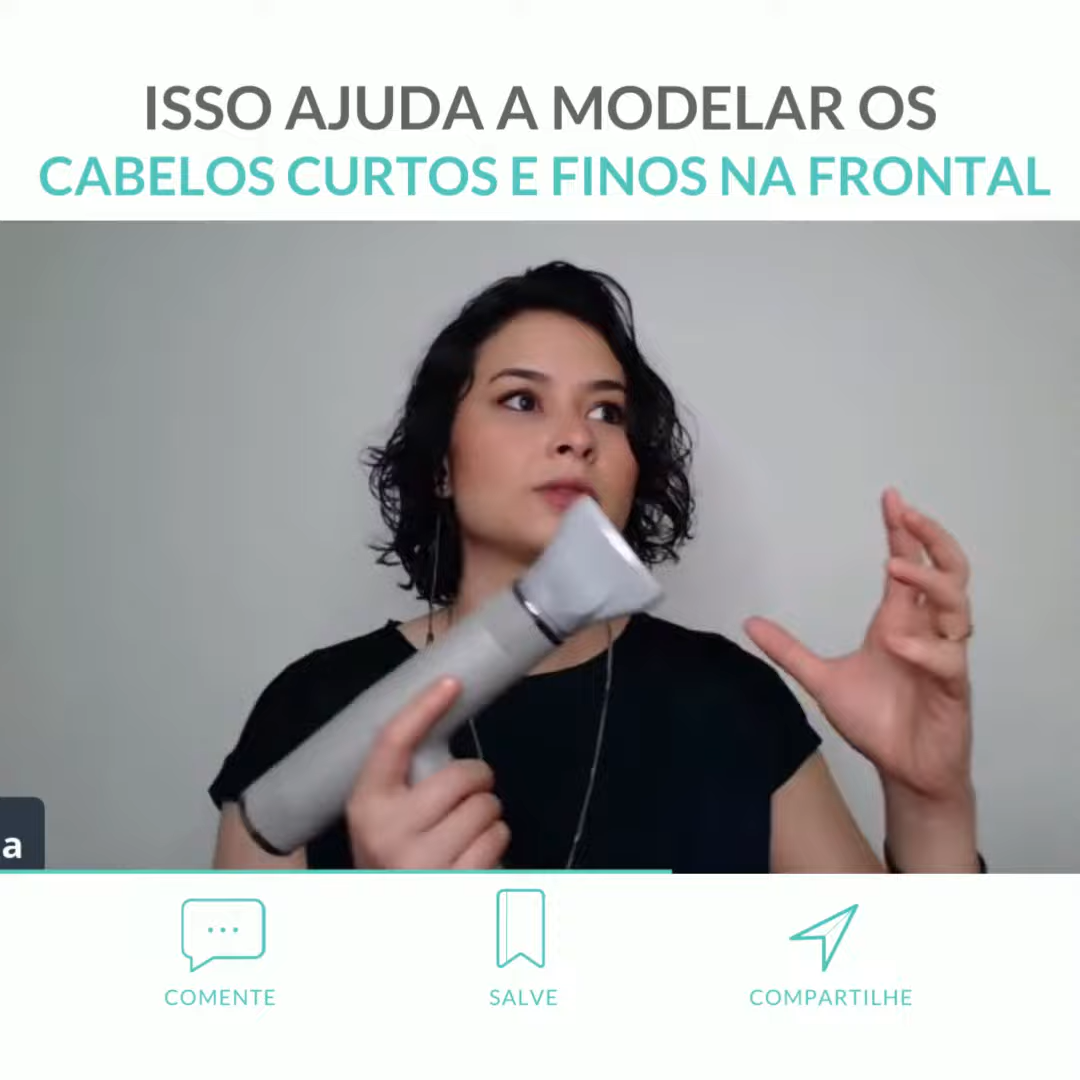 ISSO AJUDA A MODELAR OS
CABELOS CURTOS E FINOS NA FRONTAL
a
COMENTE
SALVE
COMPARTILHE